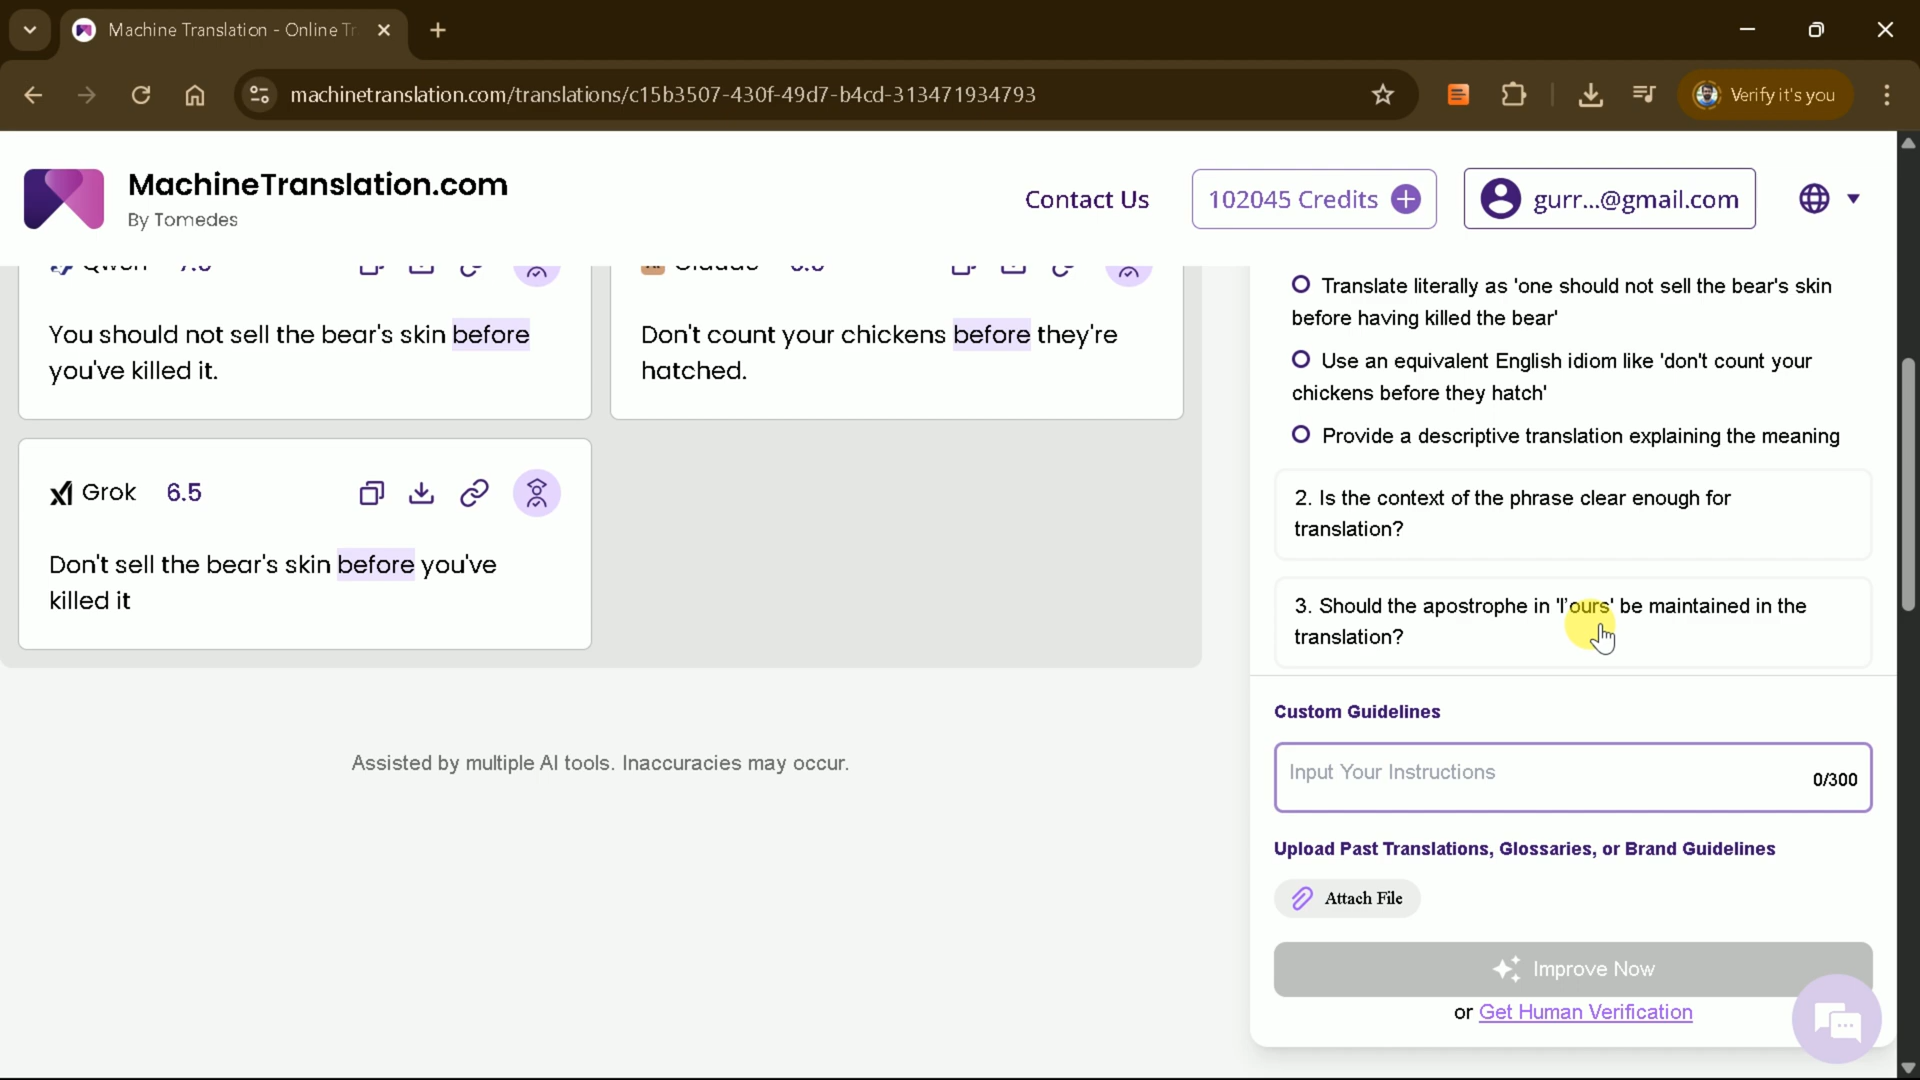 Machine Translation - Online Tr
machinetranslation.com/translations/c15b3507-430f-49d7-b4cd-313471934793
Verify it's you
MachineTranslation.com
By Tomedes
Contact Us
102045 Credits
gurr...@gmail.com
You should not sell the bear's skin before
you've killed it.
Don't count your chickens before they're
hatched.
Grok 6.5
Don't sell the bear's skin before you've
killed it
Assisted by multiple AI tools. Inaccuracies may occur.
Translate literally as 'one should not sell the bear's skin
before having killed the bear'
Use an equivalent English idiom like 'don't count your
chickens before they hatch'
Provide a descriptive translation explaining the meaning
2. Is the context of the phrase clear enough for
translation?
3. Should the apostrophe in 'l'ours' be maintained in the
translation?
Custom Guidelines
Input Your Instructions
0/300
Upload Past Translations, Glossaries, or Brand Guidelines
Attach File
Improve Now
or Get Human Verification